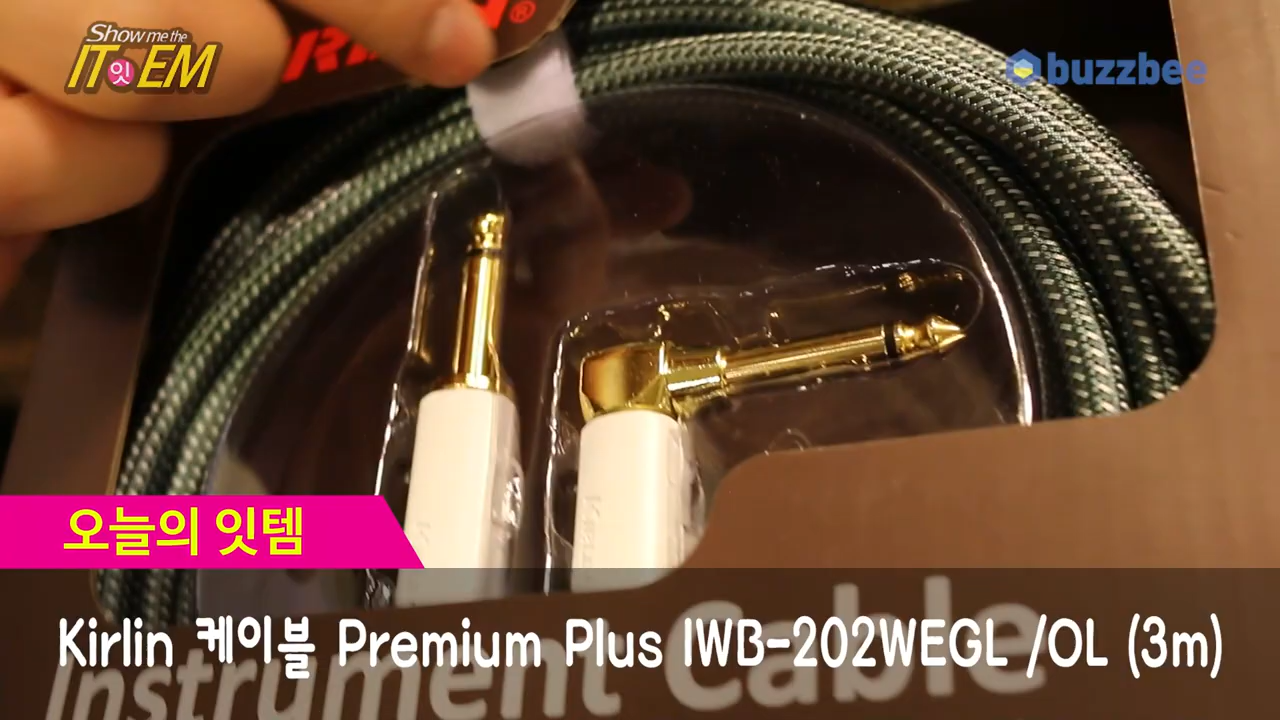 Show me the
IT잇EM
RLIN®
buzzbee
오늘의 잇템
Kirlin 케이블 Premium Plus IWB-202WEGL /OL (3m)
Instrument Cable